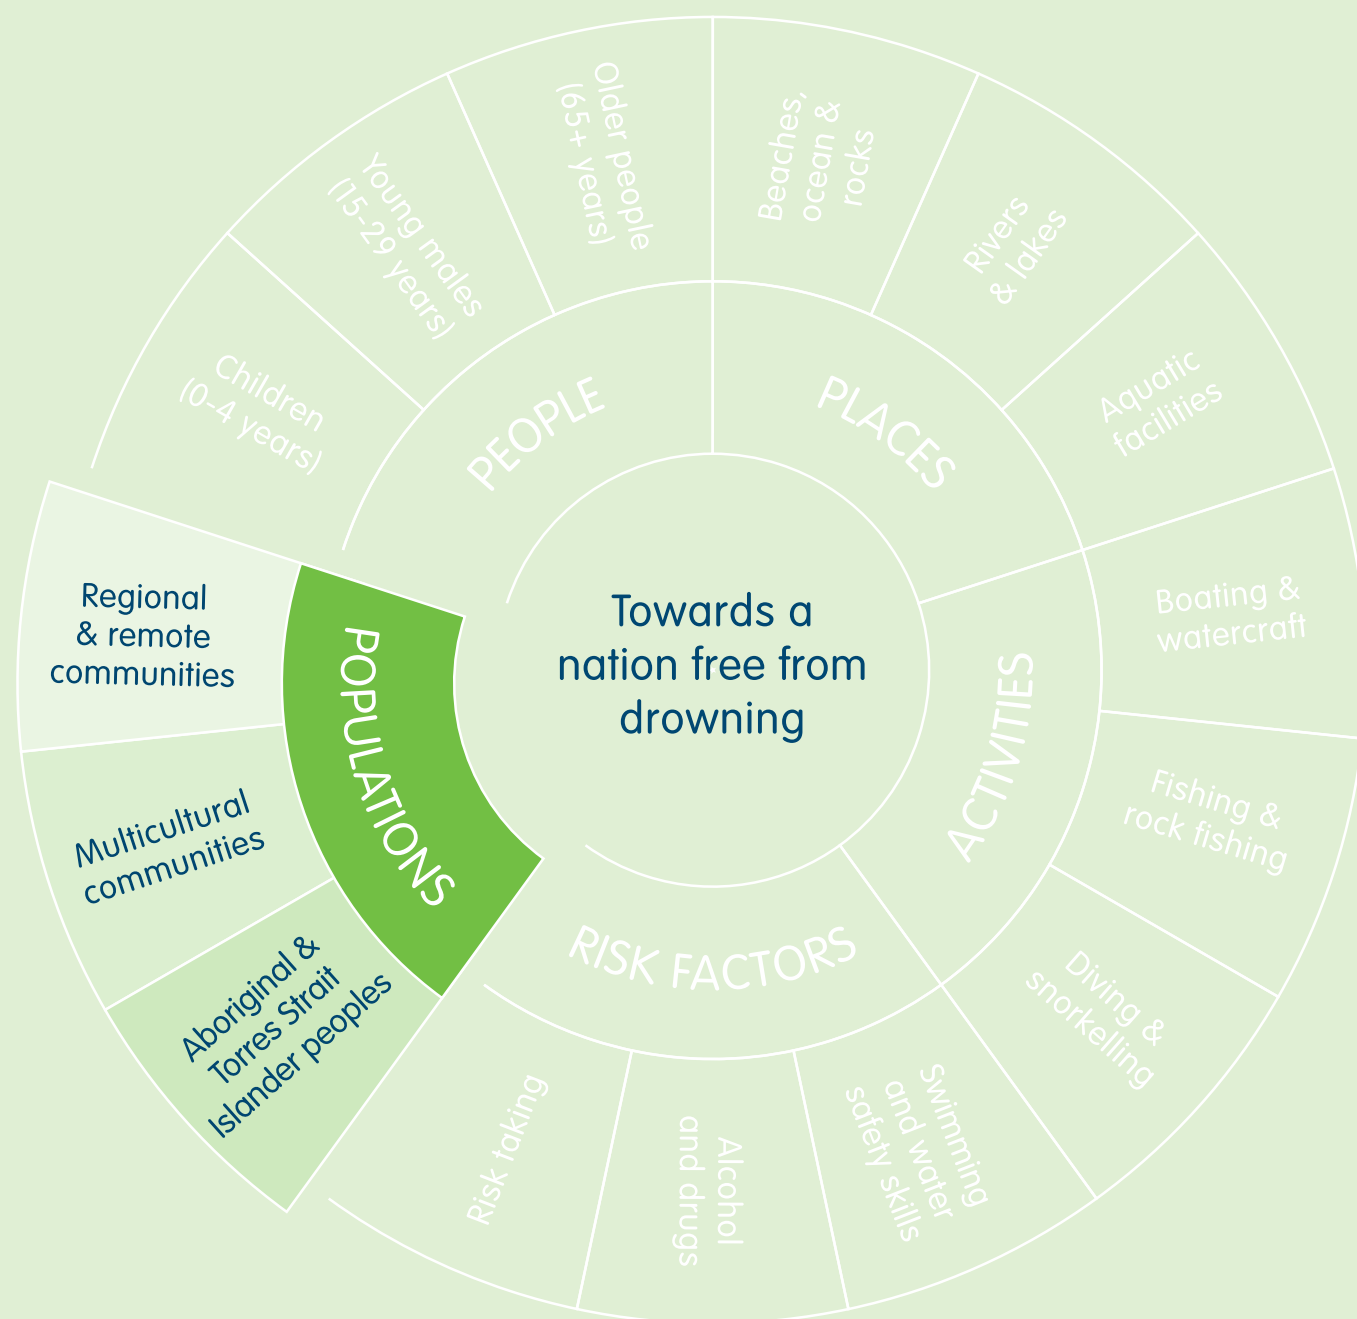 Towards a
nation free from
drowning
PEOPLE
Children
(0-4 years)
Young males
(15-29 years)
Older people
(65+ years)
PLACES
Beaches,
ocean &
rocks
Rivers
& lakes
Aquatic
facilities
ACTIVITIES
Boating &
watercraft
Fishing &
rock fishing
Diving &
snorkelling
RISK FACTORS
Swimming
and water
safety skills
Alcohol
and drugs
Risk taking
POPULATIONS
Aboriginal &
Torres Strait
Islander peoples
Multicultural
communities
Regional
& remote
communities